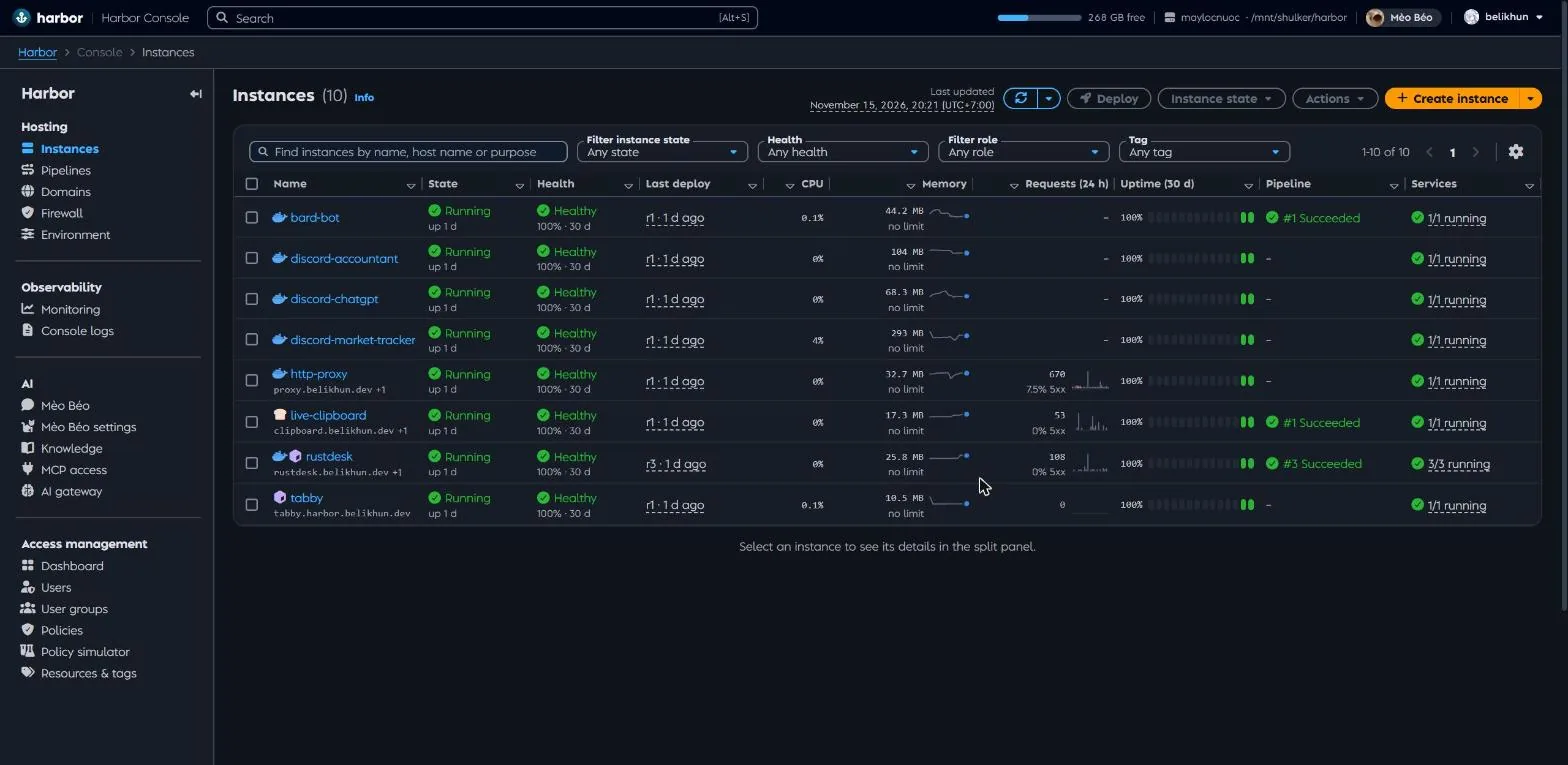 harbor Harbor Console Search [Alt+S] 268 GB free maylocnuoc · /mnt/shulker/harbor Mèo Béo belikhun
Harbor > Console > Instances
Harbor
Hosting
Instances
Pipelines
Domains
Firewall
Environment
Observability
Monitoring
Console logs
AI
Mèo Béo
Mèo Béo settings
Knowledge
MCP access
AI gateway
Access management
Dashboard
Users
User groups
Policies
Policy simulator
Resources & tags
Instances (10) Info
Last updated
November 15, 2026, 20:21 (UTC+7:00)
Deploy Instance state Actions + Create instance
Find instances by name, host name or purpose
Filter instance state
Any state
Health
Any health
Filter role
Any role
Tag
Any tag
1-10 of 10 < 1 >
Name State Health Last deploy CPU Memory Requests (24 h) Uptime (30 d) Pipeline Services
bard-bot Running Healthy r1 · 1 d ago 0.1% 44.2 MB – 100% #1 Succeeded 1/1 running
up 1 d 100% · 30 d no limit
discord-accountant Running Healthy r1 · 1 d ago 0% 104 MB – 100% – 1/1 running
up 1 d 100% · 30 d no limit
discord-chatgpt Running Healthy r1 · 1 d ago 0% 68.3 MB – 100% – 1/1 running
up 1 d 100% · 30 d no limit
discord-market-tracker Running Healthy r1 · 1 d ago 4% 293 MB – 100% – 1/1 running
up 1 d 100% · 30 d no limit
http-proxy Running Healthy r1 · 1 d ago 0% 32.7 MB 670 100% – 1/1 running
proxy.belikhun.dev +1 up 1 d 100% · 30 d no limit 7.5% 5xx
live-clipboard Running Healthy r1 · 1 d ago 0% 17.3 MB 53 100% #1 Succeeded 1/1 running
clipboard.belikhun.dev +1 up 1 d 100% · 30 d no limit 0% 5xx
rustdesk Running Healthy r3 · 1 d ago 0% 25.8 MB 108 100% #3 Succeeded 3/3 running
rustdesk.belikhun.dev +1 up 1 d 100% · 30 d no limit 0% 5xx
tabby Running Healthy r1 · 1 d ago 0.1% 10.5 MB 0 100% – 1/1 running
tabby.harbor.belikhun.dev up 1 d 100% · 30 d no limit
Select an instance to see its details in the split panel.